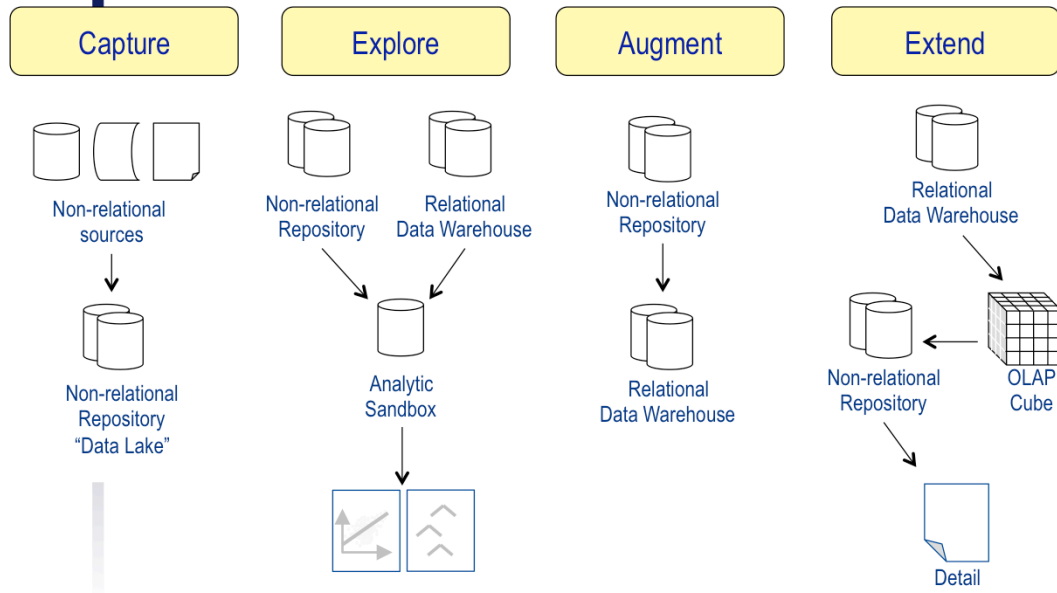 Capture
Explore
Augment
Extend
Non-relational
sources
Non-relational
Repository
“Data Lake”
Non-relational
Repository
Relational
Data Warehouse
Analytic
Sandbox
Non-relational
Repository
Relational
Data Warehouse
Relational
Data Warehouse
Non-relational
Repository
OLAP
Cube
Detail